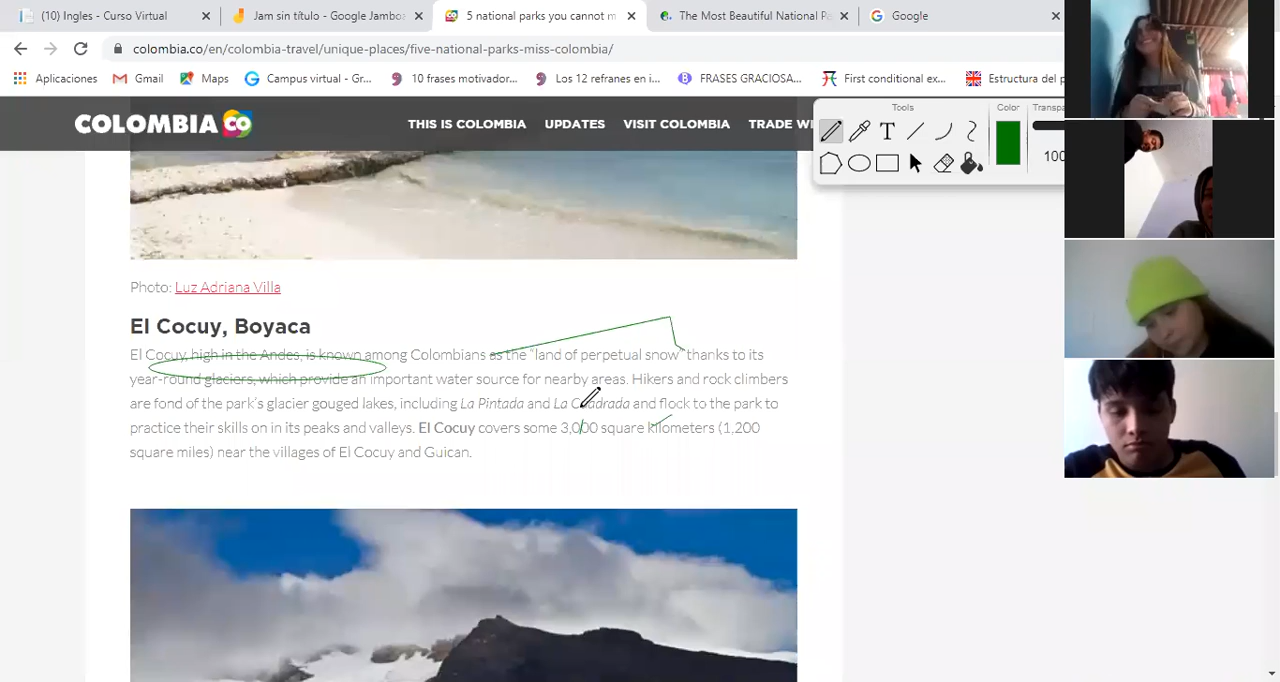 (10) Ingles - Curso Virtual
Jam sin título - Google Jamboa
5 national parks you cannot m
The Most Beautiful National Pa
Google
colombia.co/en/colombia-travel/unique-places/five-national-parks-miss-colombia/
Aplicaciones
Gmail
Maps
Campus virtual - Gr...
10 frases motivador...
Los 12 refranes en i...
FRASES GRACIOSA...
First conditional ex...
Estructura del p
COLOMBIA CO
THIS IS COLOMBIA
UPDATES
VISIT COLOMBIA
TRADE WI
Tools
Color
Transpa
T
100
Photo: Luz Adriana Villa
El Cocuy, Boyaca
El Cocuy, high in the Andes, is known among Colombians as the “land of perpetual snow” thanks to its
year-round glaciers, which provide an important water source for nearby areas. Hikers and rock climbers
are fond of the park’s glacier gouged lakes, including La Pintada and La Cuadrada and flock to the park to
practice their skills on in its peaks and valleys. El Cocuy covers some 3,000 square kilometers (1,200
square miles) near the villages of El Cocuy and Guican.